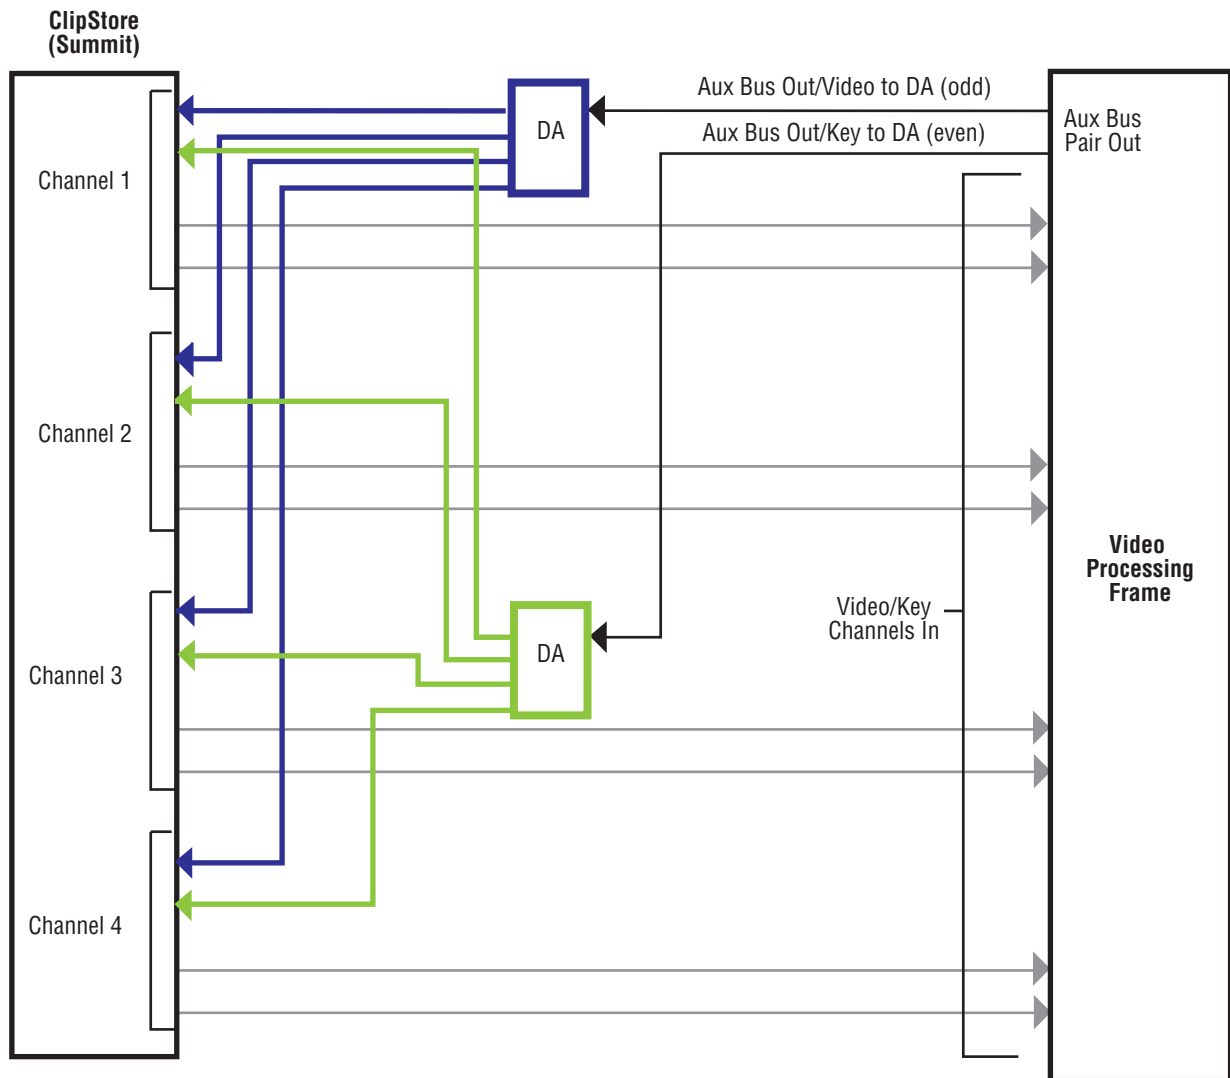 ClipStore
(Summit)
Aux Bus Out/Video to DA (odd)
DA
Aux Bus
Pair Out
Aux Bus Out/Key to DA (even)
Channel 1
Channel 2
Video
Processing
Frame
Video/Key
Channels In
DA
Channel 3
Channel 4